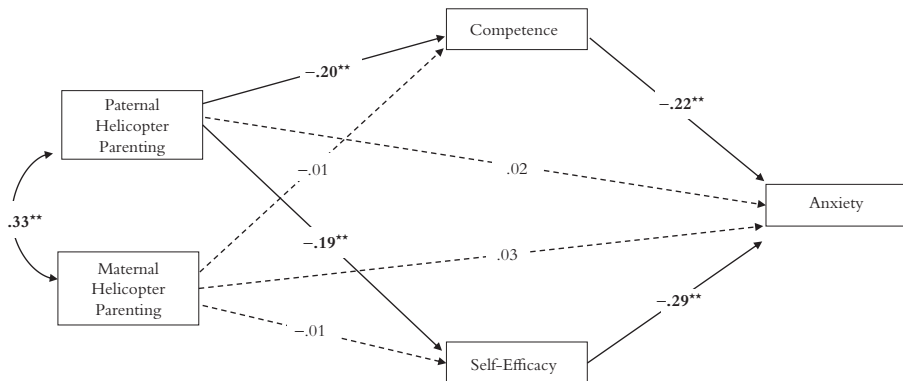 Competence
−.20**
Paternal
Helicopter
Parenting
−.22**
−.01
.02
Anxiety
.33**
−.19**
.03
Maternal
Helicopter
Parenting
−.29**
−.01
Self-Efficacy